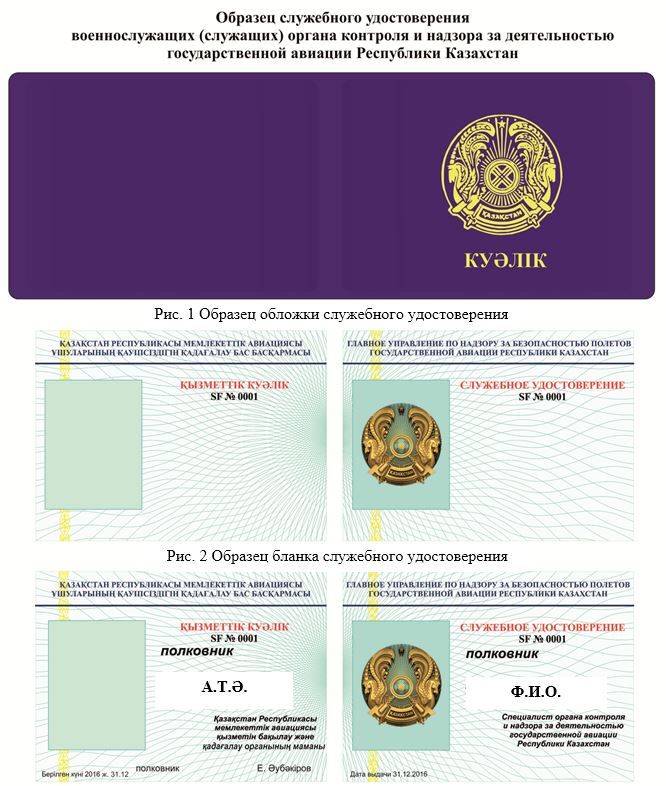 Образец служебного удостоверения
военнослужащих (служащих) органа контроля и надзора за деятельностью
государственной авиации Республики Казахстан
ҚАЗАҚСТАН
КУӘЛІК
Рис. 1 Образец обложки служебного удостоверения
ҚАЗАҚСТАН РЕСПУБЛИКАСЫ МЕМЛЕКЕТТІК АВИАЦИЯСЫ
ҰШУЛАРЫНЫҢ ҚАУІПСІЗДІГІН ҚАДАҒАЛАУ БАС БАСҚАРМАСЫ
ҚЫЗМЕТТІК КУӘЛІК
SF № 0001
ГЛАВНОЕ УПРАВЛЕНИЕ ПО НАДЗОРУ ЗА БЕЗОПАСНОСТЬЮ ПОЛЕТОВ
ГОСУДАРСТВЕННОЙ АВИАЦИИ РЕСПУБЛИКИ КАЗАХСТАН
СЛУЖЕБНОЕ УДОСТОВЕРЕНИЕ
SF № 0001
Рис. 2 Образец бланка служебного удостоверения
ҚАЗАҚСТАН РЕСПУБЛИКАСЫ МЕМЛЕКЕТТІК АВИАЦИЯСЫ
ҰШУЛАРЫНЫҢ ҚАУІПСІЗДІГІН ҚАДАҒАЛАУ БАС БАСҚАРМАСЫ
ҚЫЗМЕТТІК КУӘЛІК
SF № 0001
полковник
А.Т.Ә.
Қазақстан Республикасы
мемлекеттік авиациясы
қызметін бақылау және
қадағалау органының маманы
полковник Е. Әубәкіров
Берілген күні 2016 ж. 31.12
ГЛАВНОЕ УПРАВЛЕНИЕ ПО НАДЗОРУ ЗА БЕЗОПАСНОСТЬЮ ПОЛЕТОВ
ГОСУДАРСТВЕННОЙ АВИАЦИИ РЕСПУБЛИКИ КАЗАХСТАН
СЛУЖЕБНОЕ УДОСТОВЕРЕНИЕ
SF № 0001
полковник
Ф.И.О.
Специалист органа контроля
и надзора за деятельностью
государственной авиации
Республики Казахстан
Дата выдачи 31.12.2016